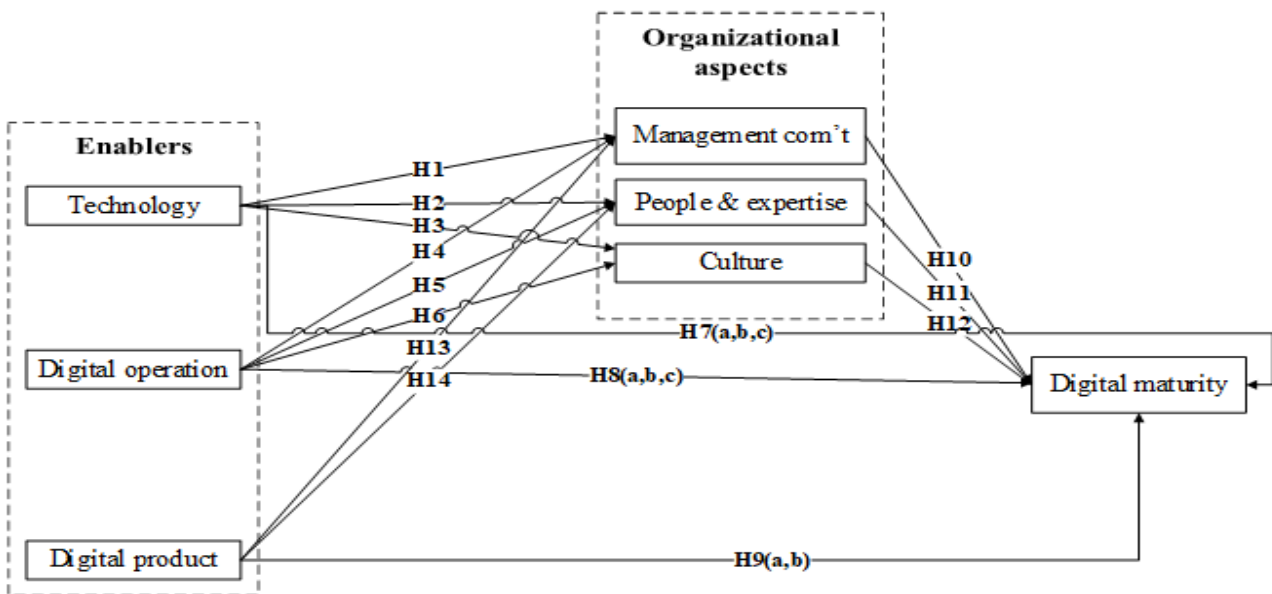 Organizational
aspects
Enablers
Management com't
Technology
People & expertise
Culture
Digital operation
Digital product
Digital maturity
H1
H2
H3
H4
H5
H6
H13
H14
H10
H11
H12
H7(a,b,c)
H8(a,b,c)
H9(a,b)